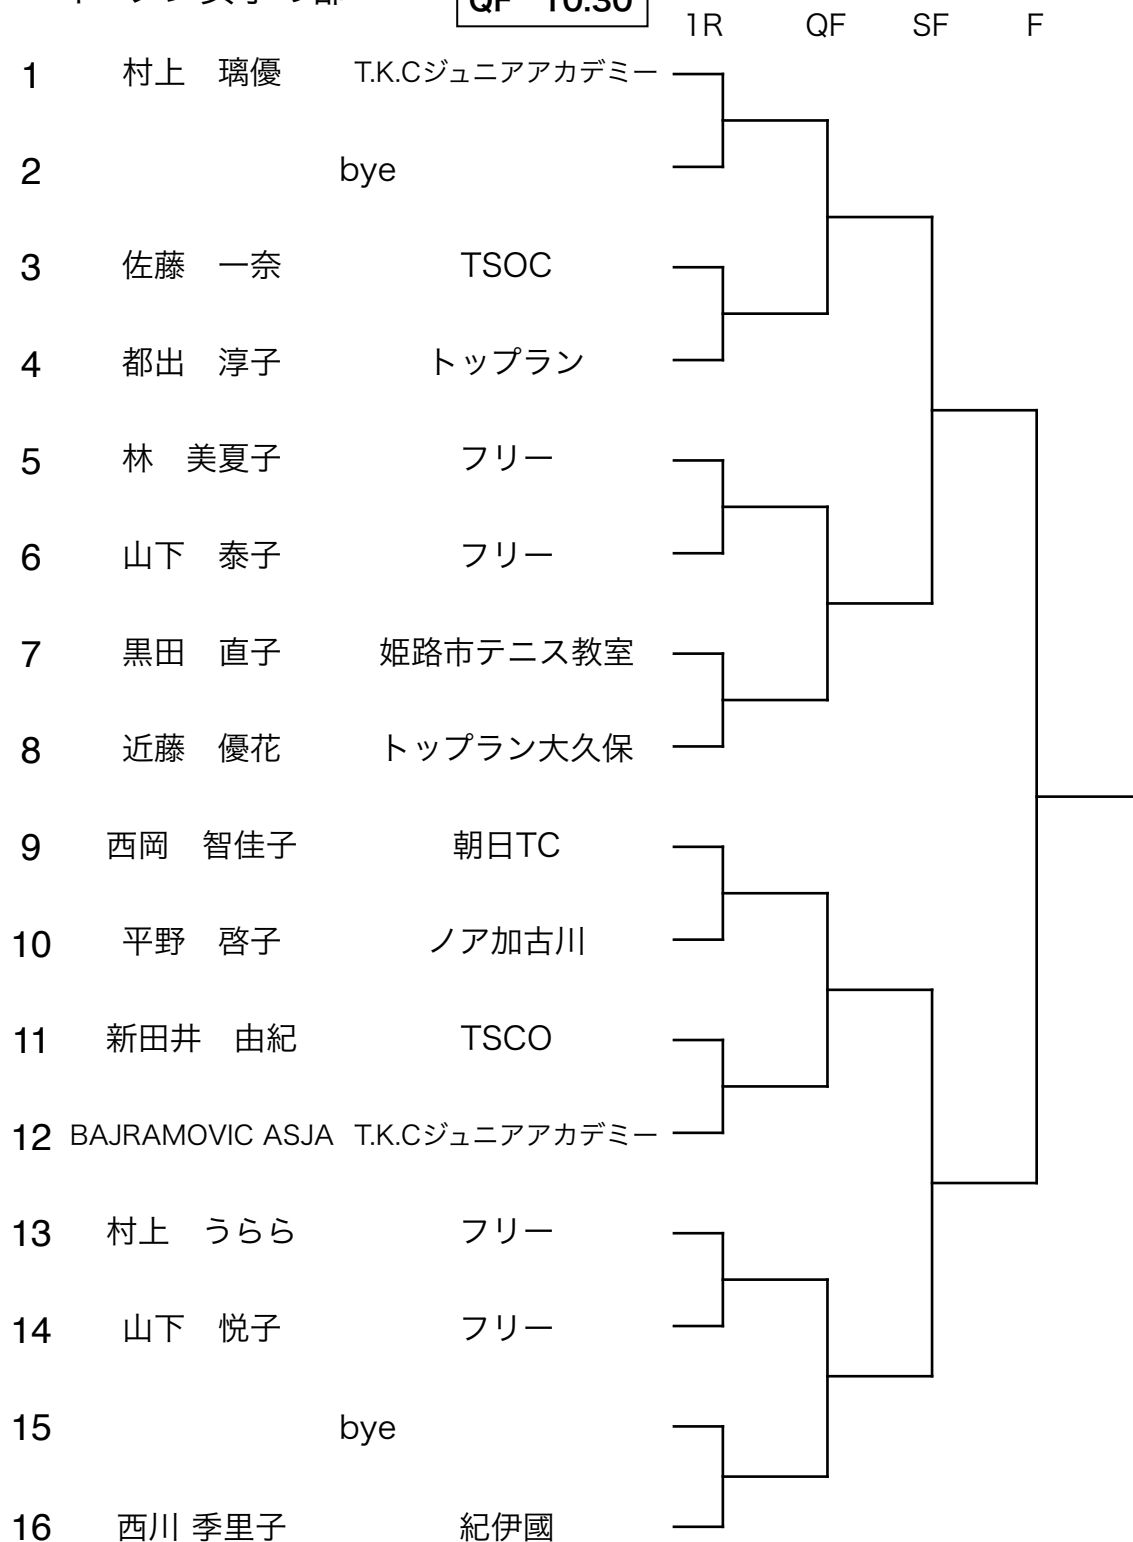 QF 10:30
1R QF SF F
1 村上 璃優 T.K.Cジュニアアカデミー
2 bye
3 佐藤 一奈 TSOC
4 都出 淳子 トップラン
5 林 美夏子 フリー
6 山下 泰子 フリー
7 黒田 直子 姫路市テニス教室
8 近藤 優花 トップラン大久保
9 西岡 智佳子 朝日TC
10 平野 啓子 ノア加古川
11 新田井 由紀 TSCO
12 BAJRAMOVIC ASJA T.K.Cジュニアアカデミー
13 村上 うらら フリー
14 山下 悦子 フリー
15 bye
16 西川 季里子 紀伊國